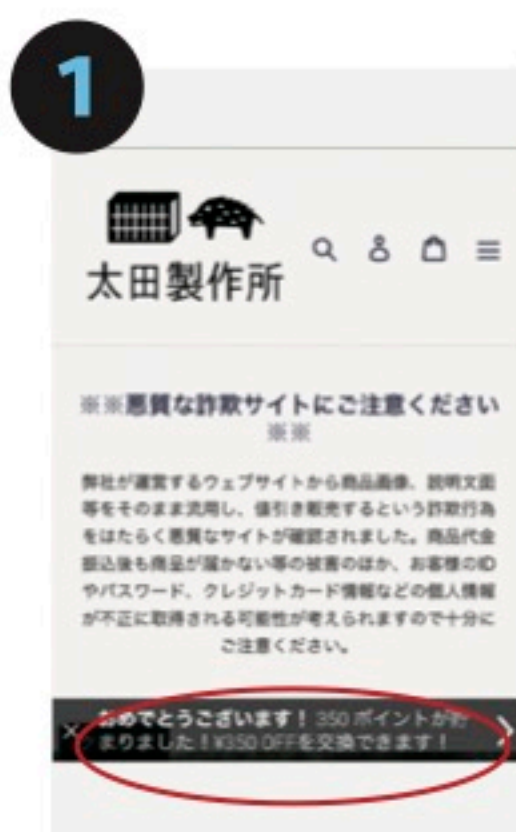 1
太田製作所
※※悪質な詐欺サイトにご注意ください
※※
弊社が運営するウェブサイトから商品画像、説明文面
等をそのまま流用し、値引き販売するという詐欺行為
をはたらく悪質なサイトが確認されました。商品代金
振込後も商品が届かない等の被害のほか、お客様のID
やパスワード、クレジットカード情報などの個人情報
が不正に取得される可能性が考えられますので十分に
ご注意ください。
おめでとうございます！350 ポイントが貯
まりました！¥350 OFFを交換できます！